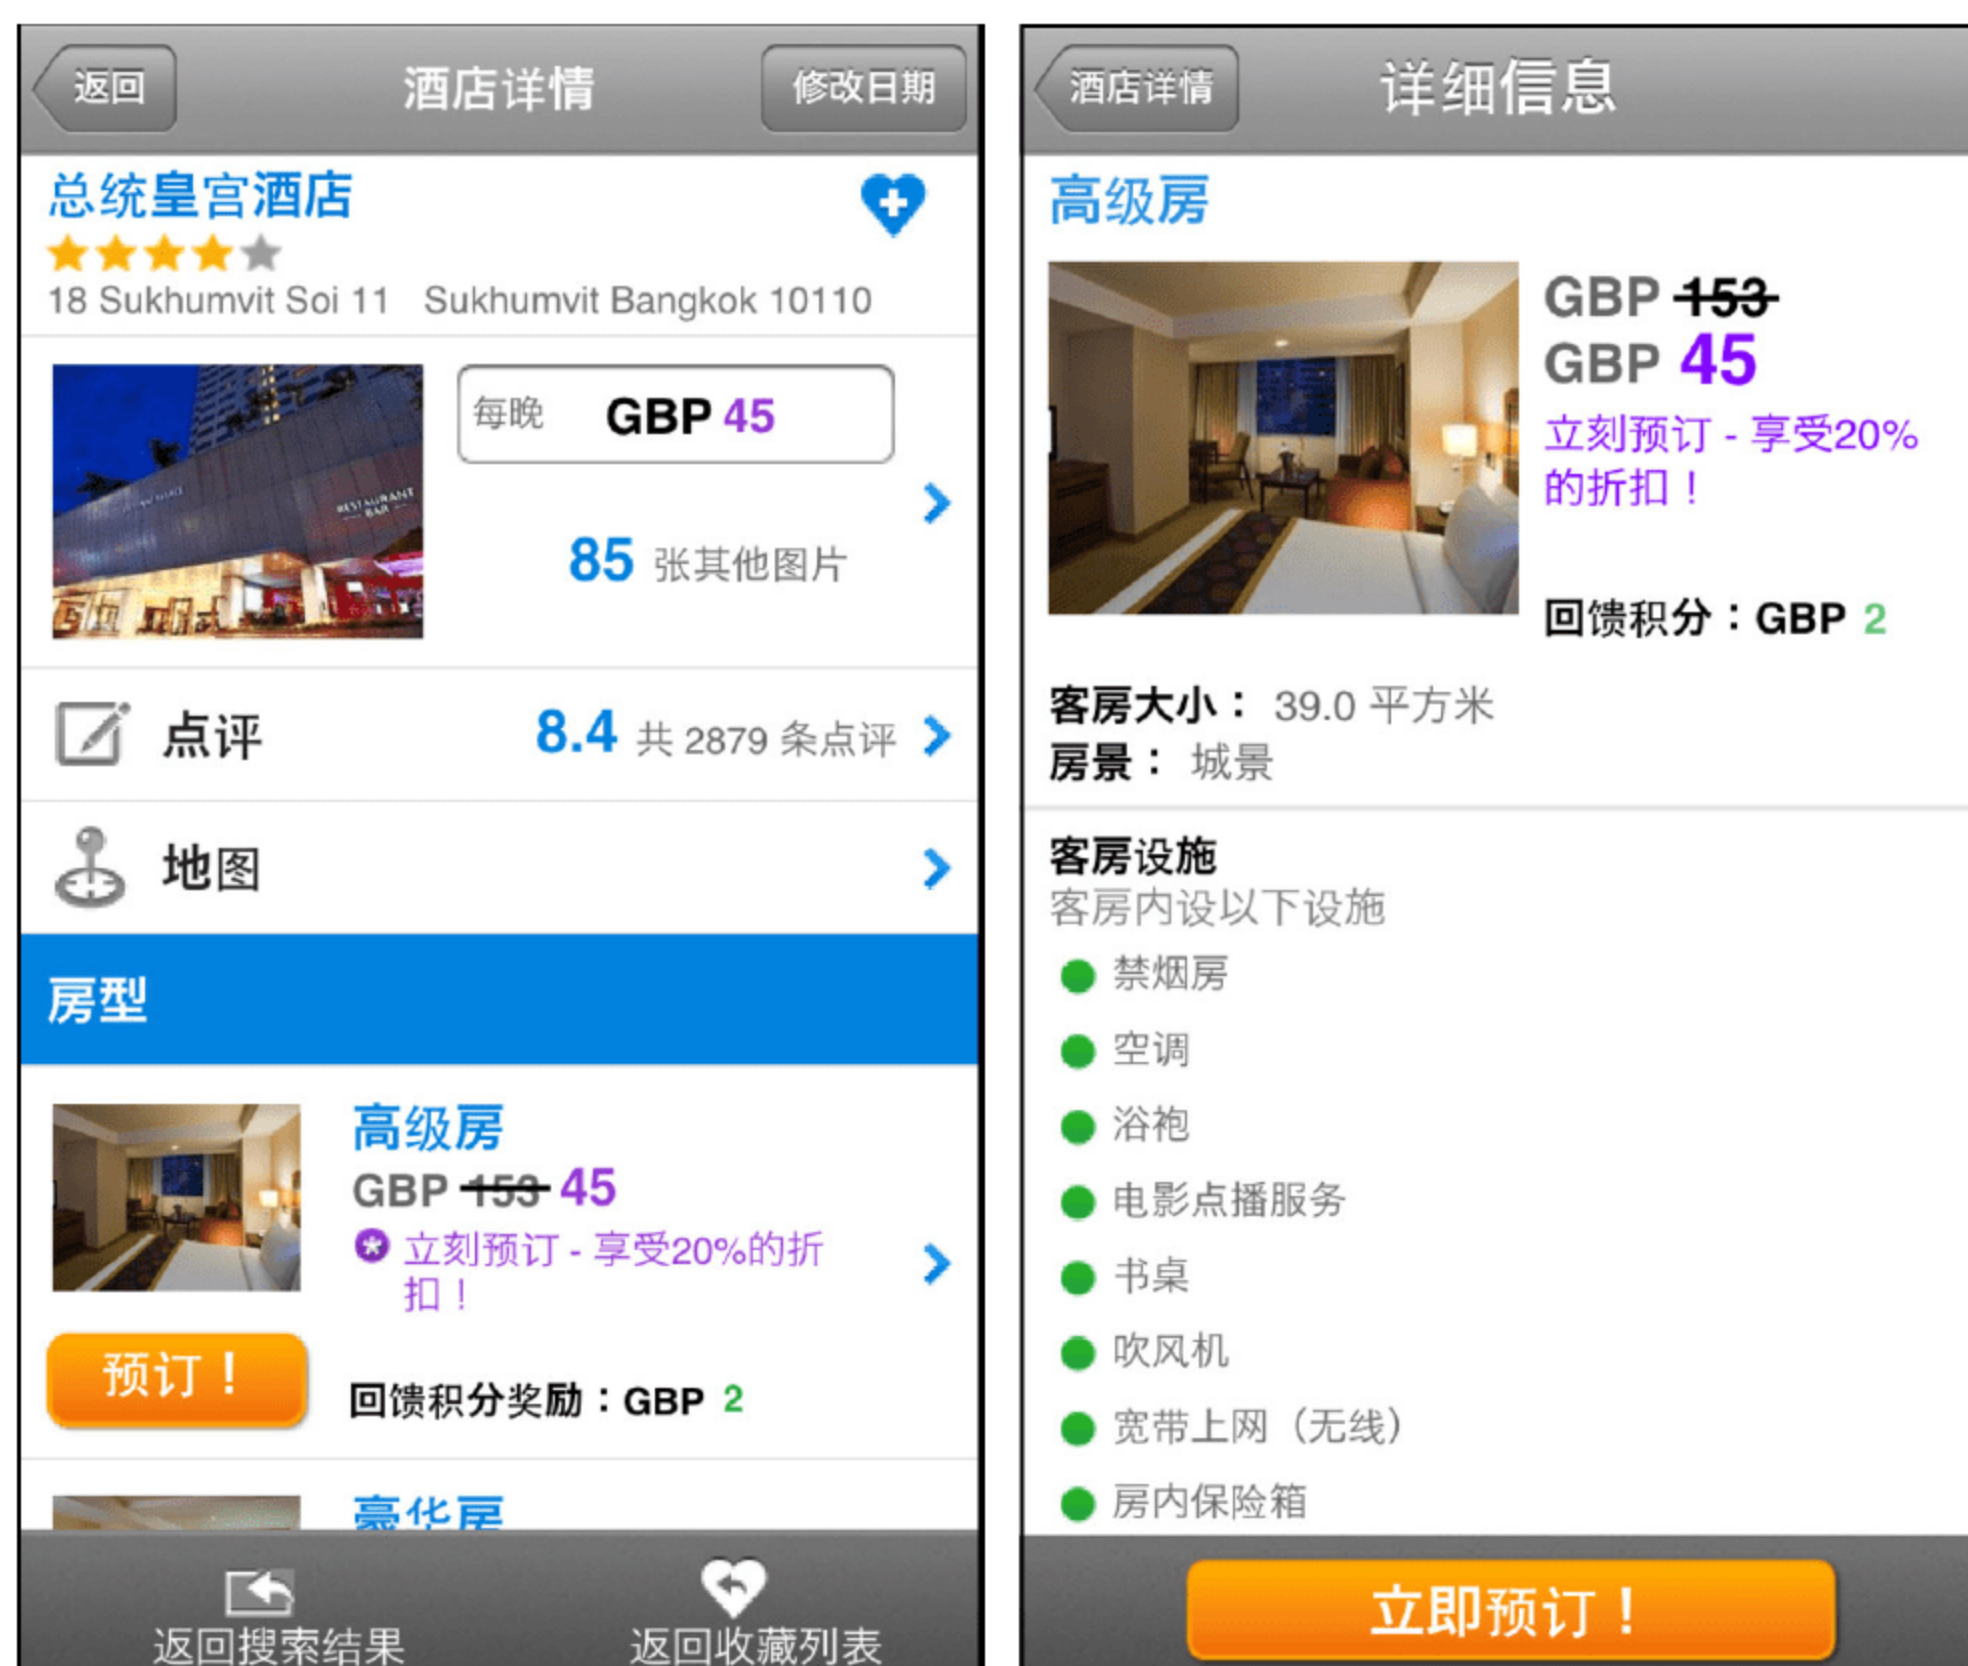 返回
酒店详情
修改日期
总统皇宫酒店
18 Sukhumvit Soi 11 Sukhumvit Bangkok 10110
每晚 GBP 45
RESTAURANT
BAR
85 张其他图片
点评 8.4 共 2879 条点评
地图
房型
高级房
GBP 153 45
立刻预订 - 享受20%的折
扣！
预订！
回馈积分奖励：GBP 2
豪华房
返回搜索结果
返回收藏列表
酒店详情
详细信息
高级房
GBP 153
GBP 45
立刻预订 - 享受20%
的折扣！
回馈积分：GBP 2
客房大小： 39.0 平方米
房景： 城景
客房设施
客房内设以下设施
禁烟房
空调
浴袍
电影点播服务
书桌
吹风机
宽带上网（无线）
房内保险箱
立即预订！